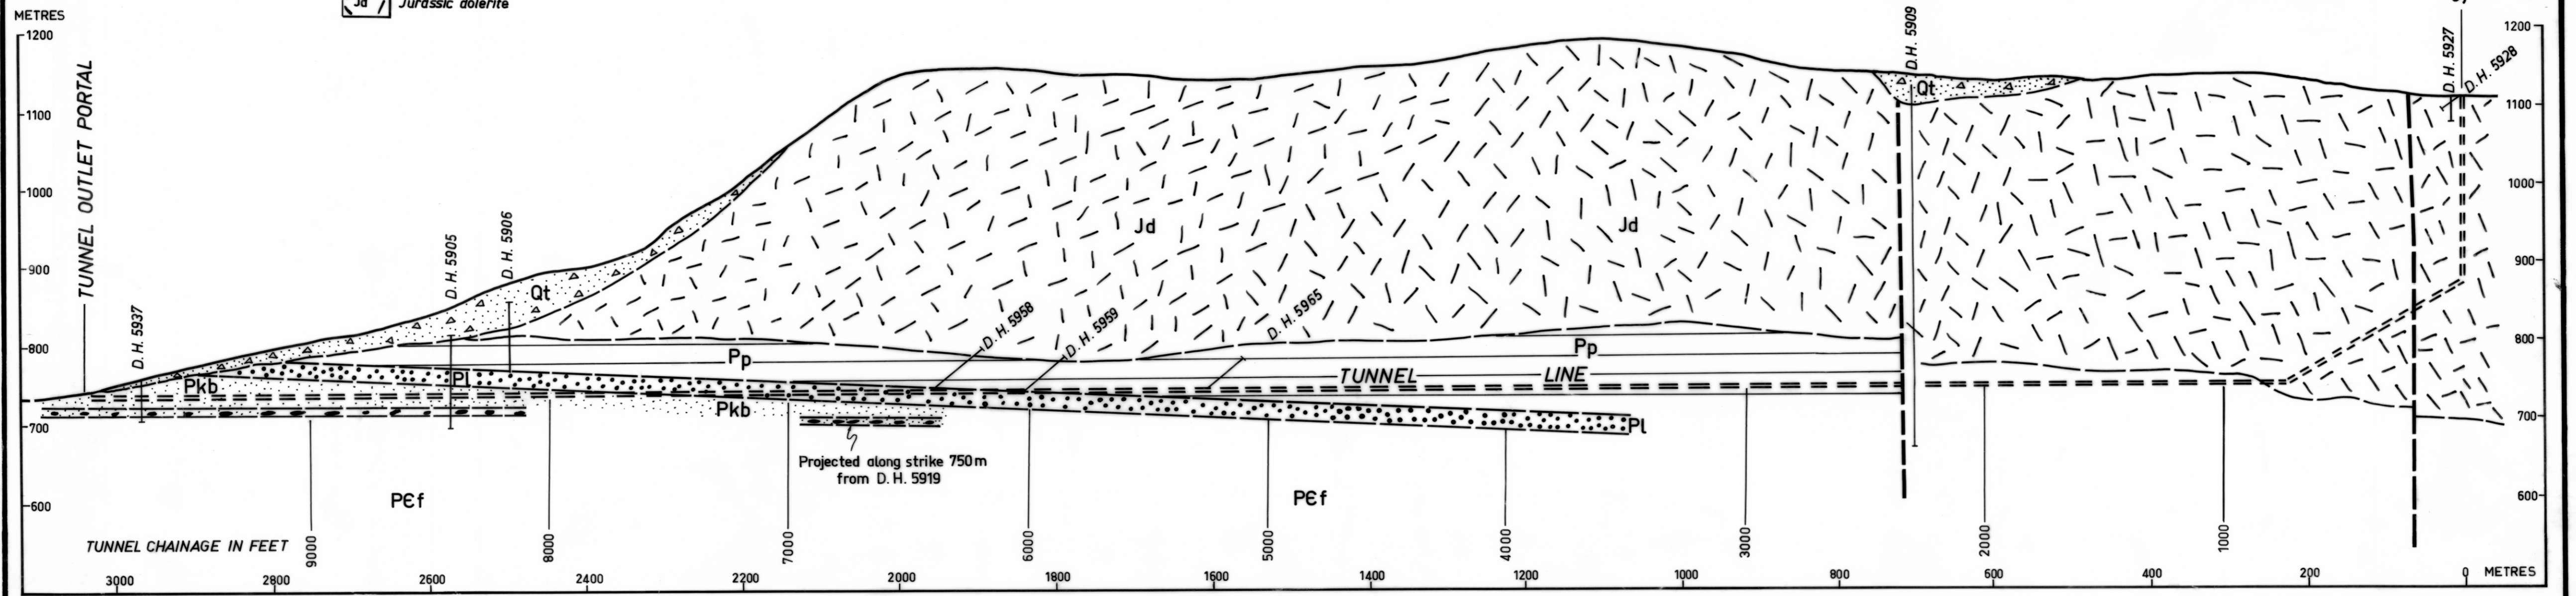 Jd Jurassic dolerite
METRES
1200
1100
1000
900
800
700
600
TUNNEL OUTLET PORTAL
D.H. 5937
D.H. 5905
D.H. 5906
D.H. 5958
D.H. 5959
D.H. 5965
D.H. 5909
D.H. 5927
D.H. 5928
1200
1100
1000
900
800
700
600
Qt
Qt
Jd
Jd
Pp
Pp
Pkb
Pl
Pkb
Pl
TUNNEL LINE
Projected along strike 750m
from D.H. 5919
PЄf
PЄf
TUNNEL CHAINAGE IN FEET
9000
8000
7000
6000
5000
4000
3000
2000
1000
3000 2800 2600 2400 2200 2000 1800 1600 1400 1200 1000 800 600 400 200 0 METRES